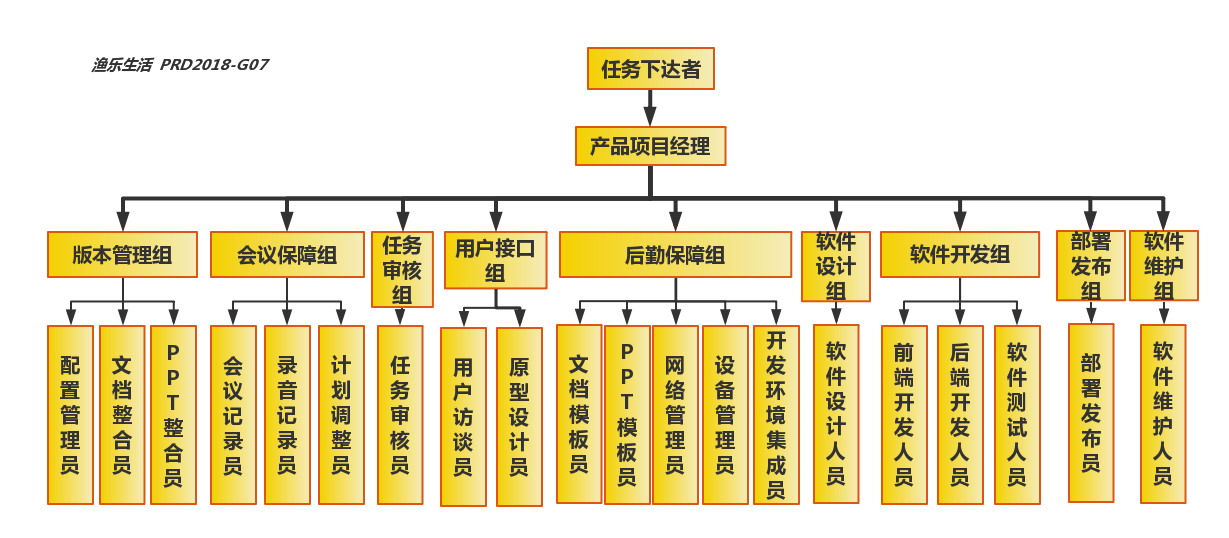 渔乐生活 PRD2018-G07
任务下达者
产品项目经理
版本管理组
会议保障组
任务
审核
组
用户接口
组
后勤保障组
软件
设计
组
软件开发组
部署
发布
组
软件
维护
组
配置管理员
文档整合员
PPT整合员
会议记录员
录音记录员
计划调整员
任务审核员
用户访谈员
原型设计员
文档模板员
PPT模板员
网络管理员
设备管理员
开发环境集成员
软件设计人员
前端开发人员
后端开发人员
软件测试人员
部署发布员
软件维护人员